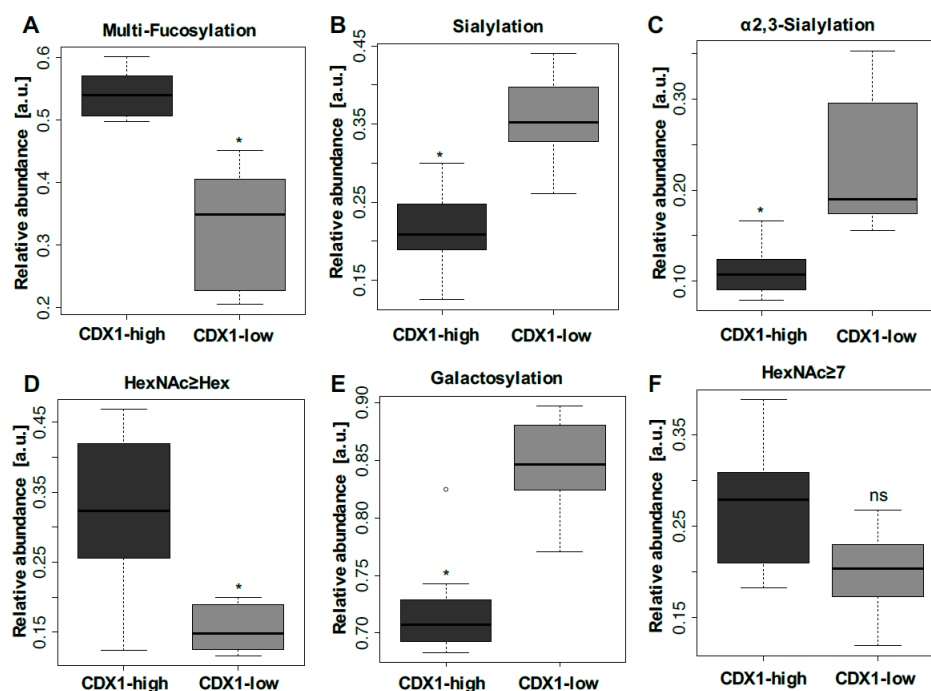 A Multi-Fucosylation
Relative abundance [a.u.]
0.6
0.5
0.4
0.3
0.2
*
CDX1-high CDX1-low
B Sialylation
Relative abundance [a.u.]
0.45
0.35
0.25
0.15
*
CDX1-high CDX1-low
C α2,3-Sialylation
Relative abundance [a.u.]
0.30
0.20
0.10
*
CDX1-high CDX1-low
D HexNAc≥Hex
Relative abundance [a.u.]
0.45
0.35
0.25
0.15
*
CDX1-high CDX1-low
E Galactosylation
Relative abundance [a.u.]
0.90
0.85
0.80
0.75
0.70
*
CDX1-high CDX1-low
F HexNAc≥7
Relative abundance [a.u.]
0.35
0.25
0.15
ns
CDX1-high CDX1-low